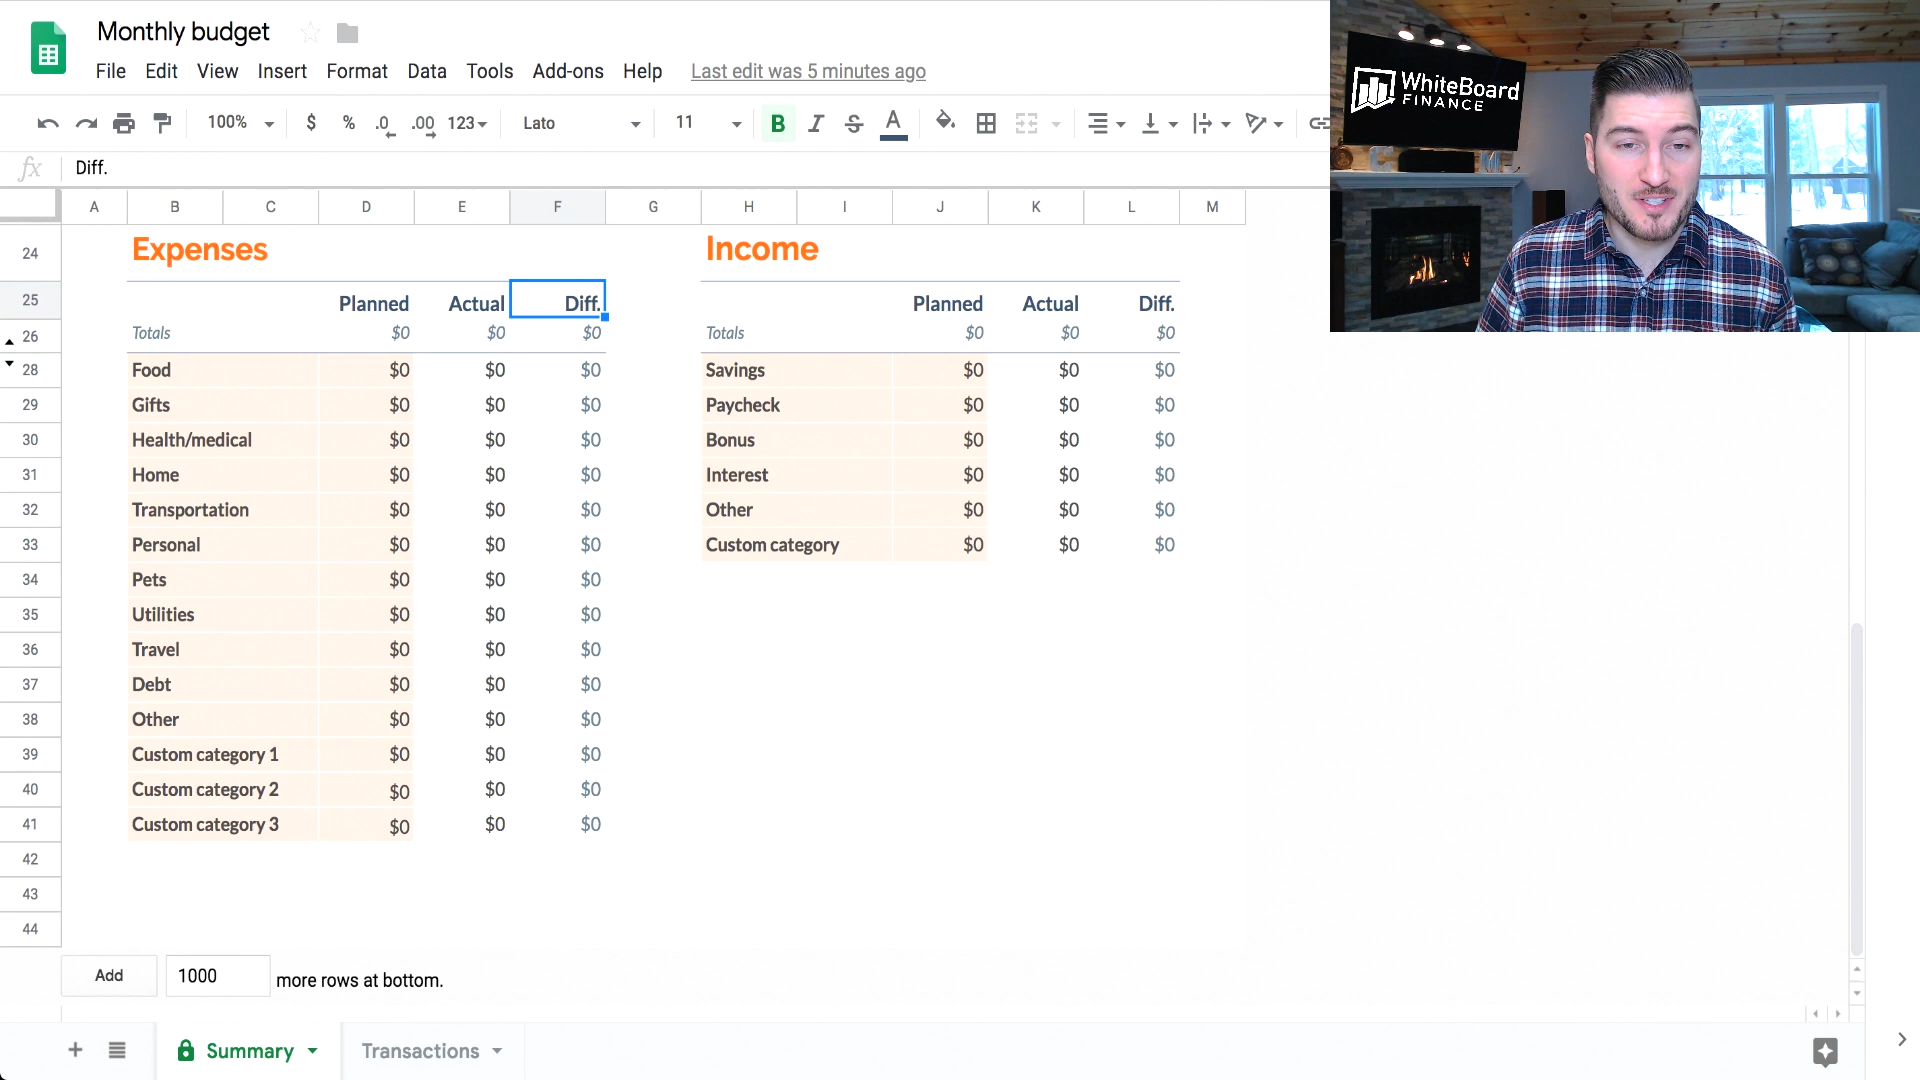 Monthly budget
File Edit View Insert Format Data Tools Add-ons Help Last edit was 5 minutes ago
100% $ % .0 .00 123 Lato 11 B I S A
fx Diff.
A B C D E F G H I J K L M
24 Expenses Income
25 Planned Actual Diff. Planned Actual Diff.
26 Totals $0 $0 $0 Totals $0 $0 $0
28 Food $0 $0 $0 Savings $0 $0 $0
29 Gifts $0 $0 $0 Paycheck $0 $0 $0
30 Health/medical $0 $0 $0 Bonus $0 $0 $0
31 Home $0 $0 $0 Interest $0 $0 $0
32 Transportation $0 $0 $0 Other $0 $0 $0
33 Personal $0 $0 $0 Custom category $0 $0 $0
34 Pets $0 $0 $0
35 Utilities $0 $0 $0
36 Travel $0 $0 $0
37 Debt $0 $0 $0
38 Other $0 $0 $0
39 Custom category 1 $0 $0 $0
40 Custom category 2 $0 $0 $0
41 Custom category 3 $0 $0 $0
42
43
44
Add 1000 more rows at bottom.
+ Summary Transactions
WhiteBoard
FINANCE